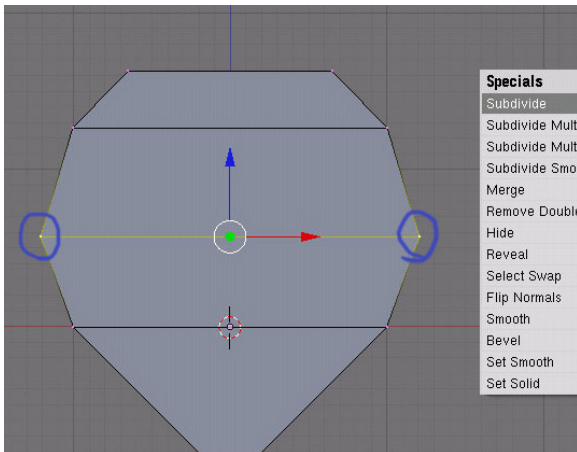 Specials
Subdivide
Subdivide Mult
Subdivide Mult
Subdivide Smo
Merge
Remove Double
Hide
Reveal
Select Swap
Flip Normals
Smooth
Bevel
Set Smooth
Set Solid